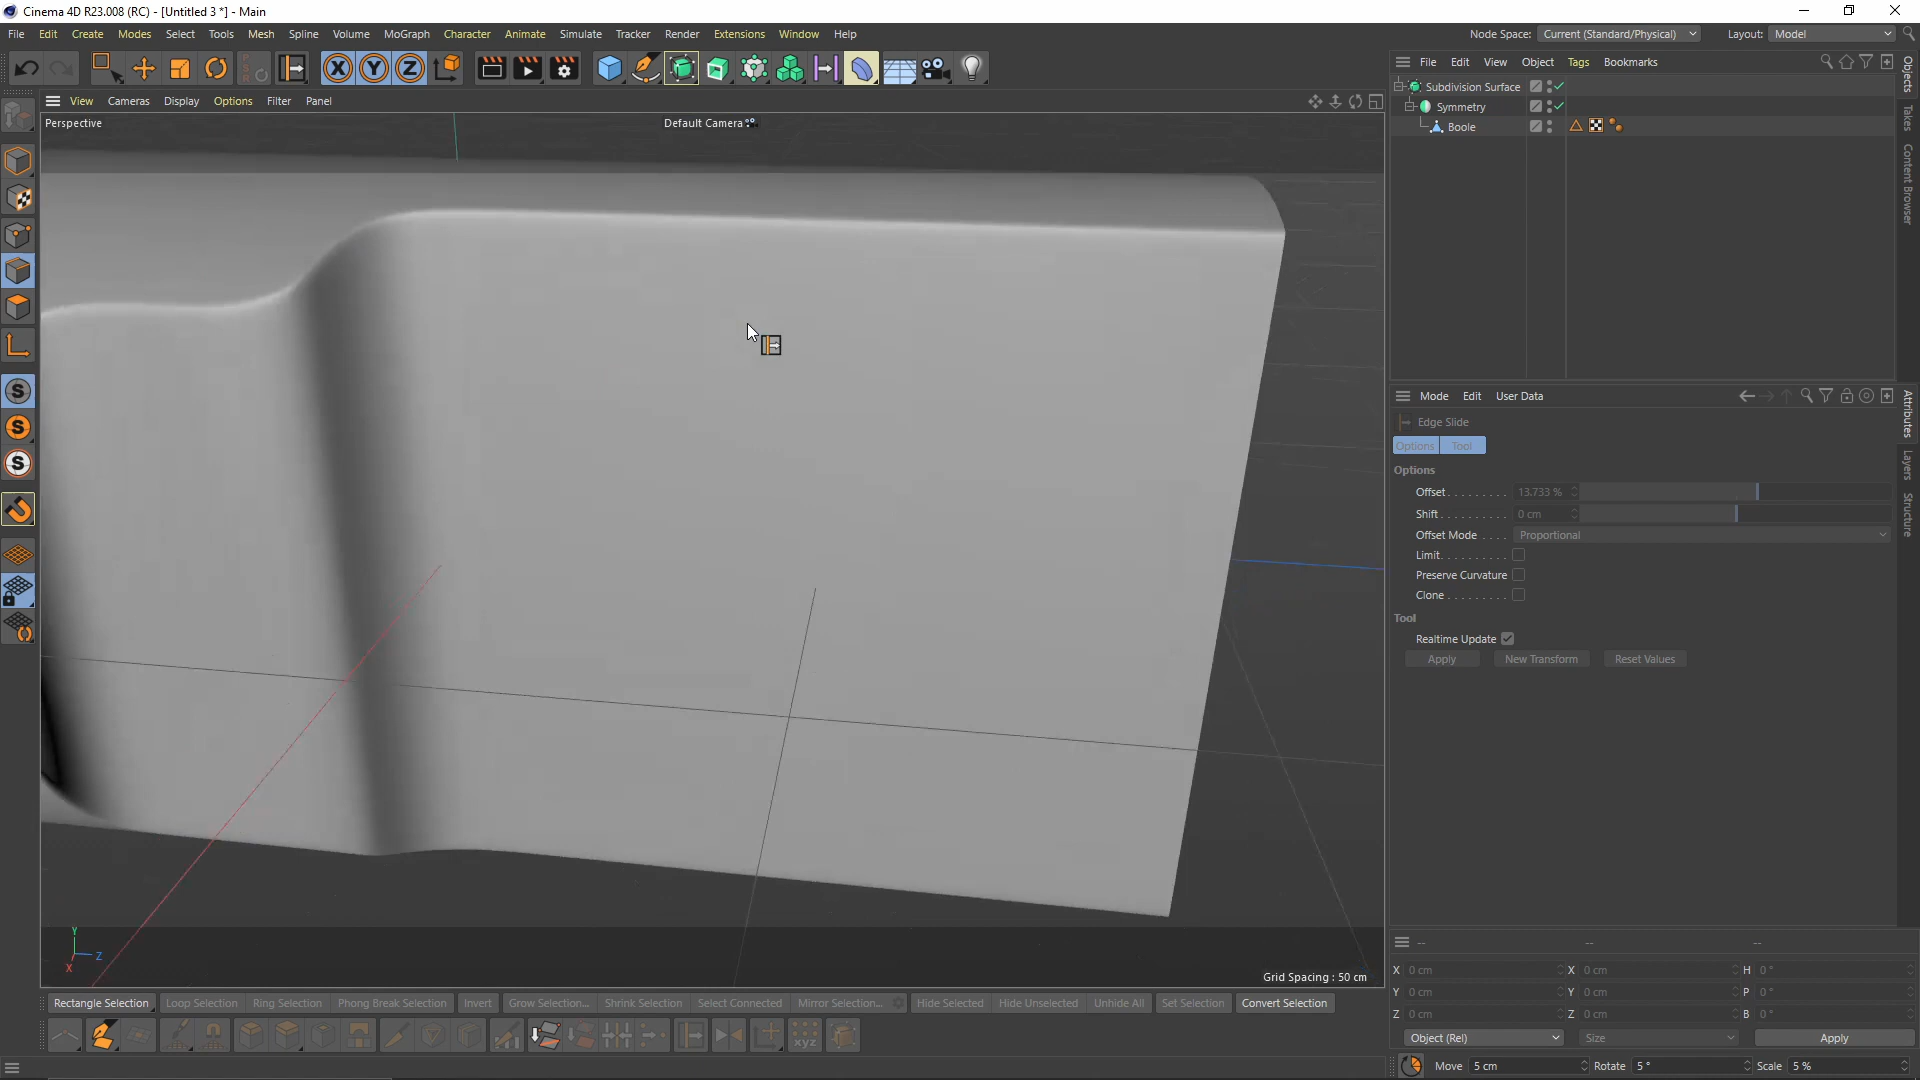 Cinema 4D R23.008 (RC) - [Untitled 3 *] - Main
File Edit Create Modes Select Tools Mesh Spline Volume MoGraph Character Animate Simulate Tracker Render Extensions Window Help
Node Space: Current (Standard/Physical) Layout: Model
File Edit View Object Tags Bookmarks
View Cameras Display Options Filter Panel
Perspective
Default Camera
Subdivision Surface
Symmetry
Boole
Objects
Takes
Content Browser
Mode Edit User Data
Edge Slide
Options Tool
Options
Offset 13.733 %
Shift 0 cm
Offset Mode Proportional
Limit
Preserve Curvature
Clone
Tool
Realtime Update
Apply New Transform Reset Values
Attributes
Layers
Structure
Y
Z
X
Grid Spacing : 50 cm
-- -- --
X 0 cm X 0 cm H 0 °
Y 0 cm Y 0 cm P 0 °
Z 0 cm Z 0 cm B 0 °
Object (Rel) Size Apply
Rectangle Selection Loop Selection Ring Selection Phong Break Selection Invert Grow Selection... Shrink Selection Select Connected Mirror Selection... Hide Selected Hide Unselected Unhide All Set Selection Convert Selection
Move 5 cm Rotate 5 ° Scale 5 %